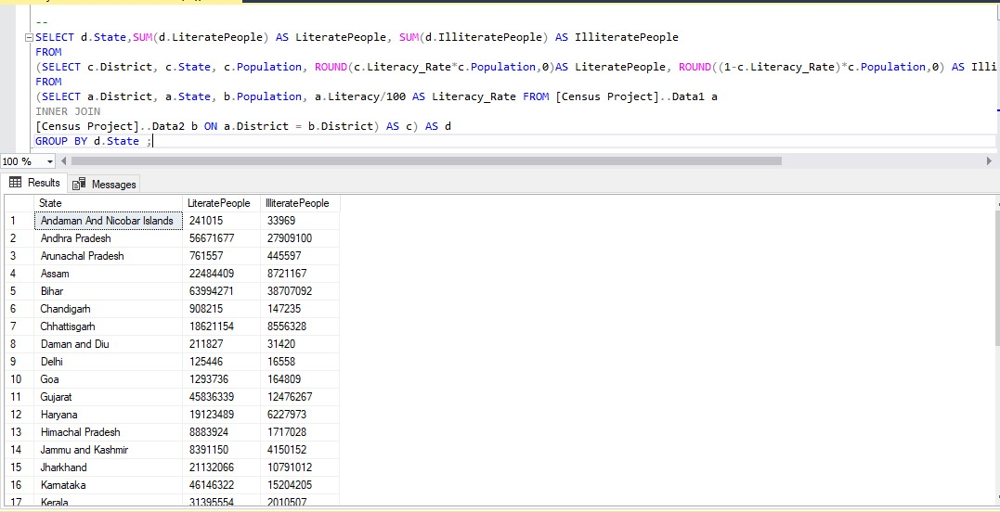 --
SELECT d.State,SUM(d.LiteratePeople) AS LiteratePeople, SUM(d.IlliteratePeople) AS IlliteratePeople
FROM
(SELECT c.District, c.State, c.Population, ROUND(c.Literacy_Rate*c.Population,0)AS LiteratePeople, ROUND((1-c.Literacy_Rate)*c.Population,0) AS Illi
FROM
(SELECT a.District, a.State, b.Population, a.Literacy/100 AS Literacy_Rate FROM [Census Project]..Data1 a
INNER JOIN
[Census Project]..Data2 b ON a.District = b.District) AS c) AS d
GROUP BY d.State ;
100 %
Results Messages
State LiteratePeople IlliteratePeople
1 Andaman And Nicobar Islands 241015 33969
2 Andhra Pradesh 56671677 27909100
3 Arunachal Pradesh 761557 445597
4 Assam 22484409 8721167
5 Bihar 63994271 38707092
6 Chandigarh 908215 147235
7 Chhattisgarh 18621154 8556328
8 Daman and Diu 211827 31420
9 Delhi 125446 16558
10 Goa 1293736 164809
11 Gujarat 45836339 12476267
12 Haryana 19123489 6227973
13 Himachal Pradesh 8883924 1717028
14 Jammu and Kashmir 8391150 4150152
15 Jharkhand 21132066 10791012
16 Karnataka 46146322 15204205
17 Kerala 31395554 2010507